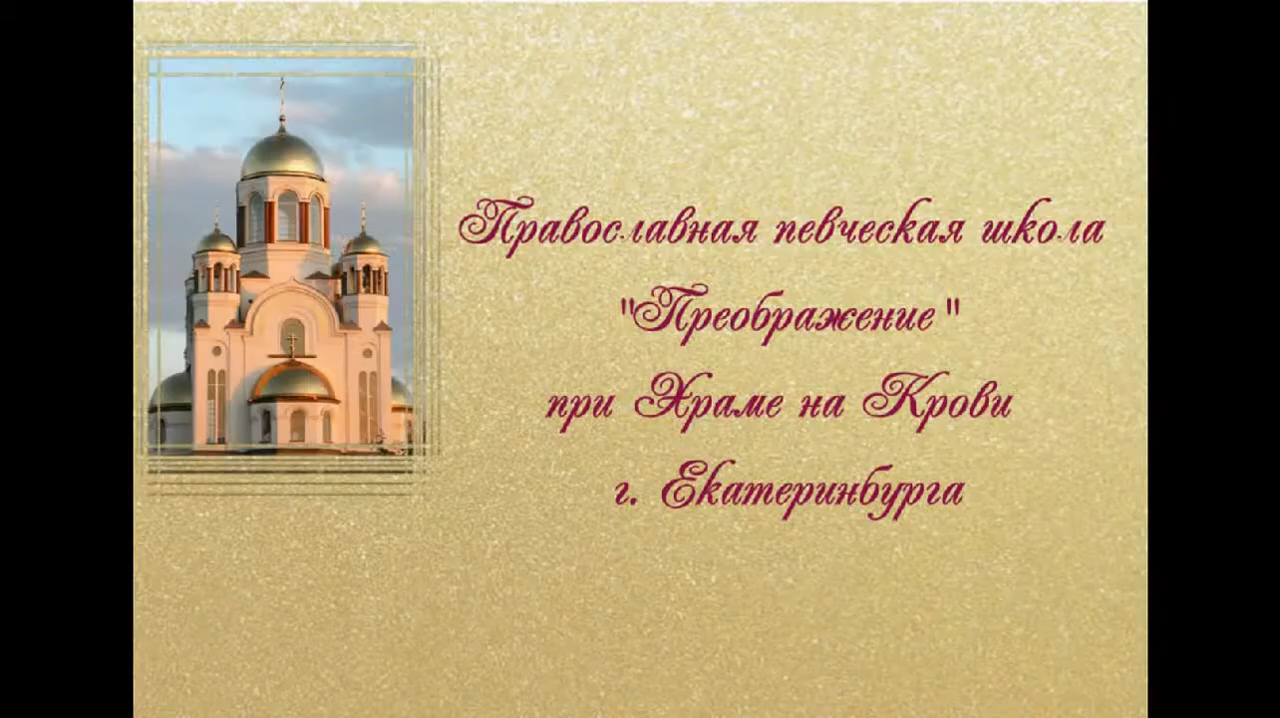 Православная певческая школа
"Преображение"
при Храме на Крови
г. Екатеринбурга